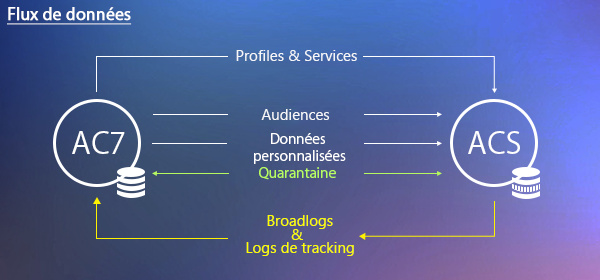 Flux de données
Profiles & Services
AC7
Audiences
Données
personnalisées
Quarantaine
ACS
Broadlogs
&
Logs de tracking